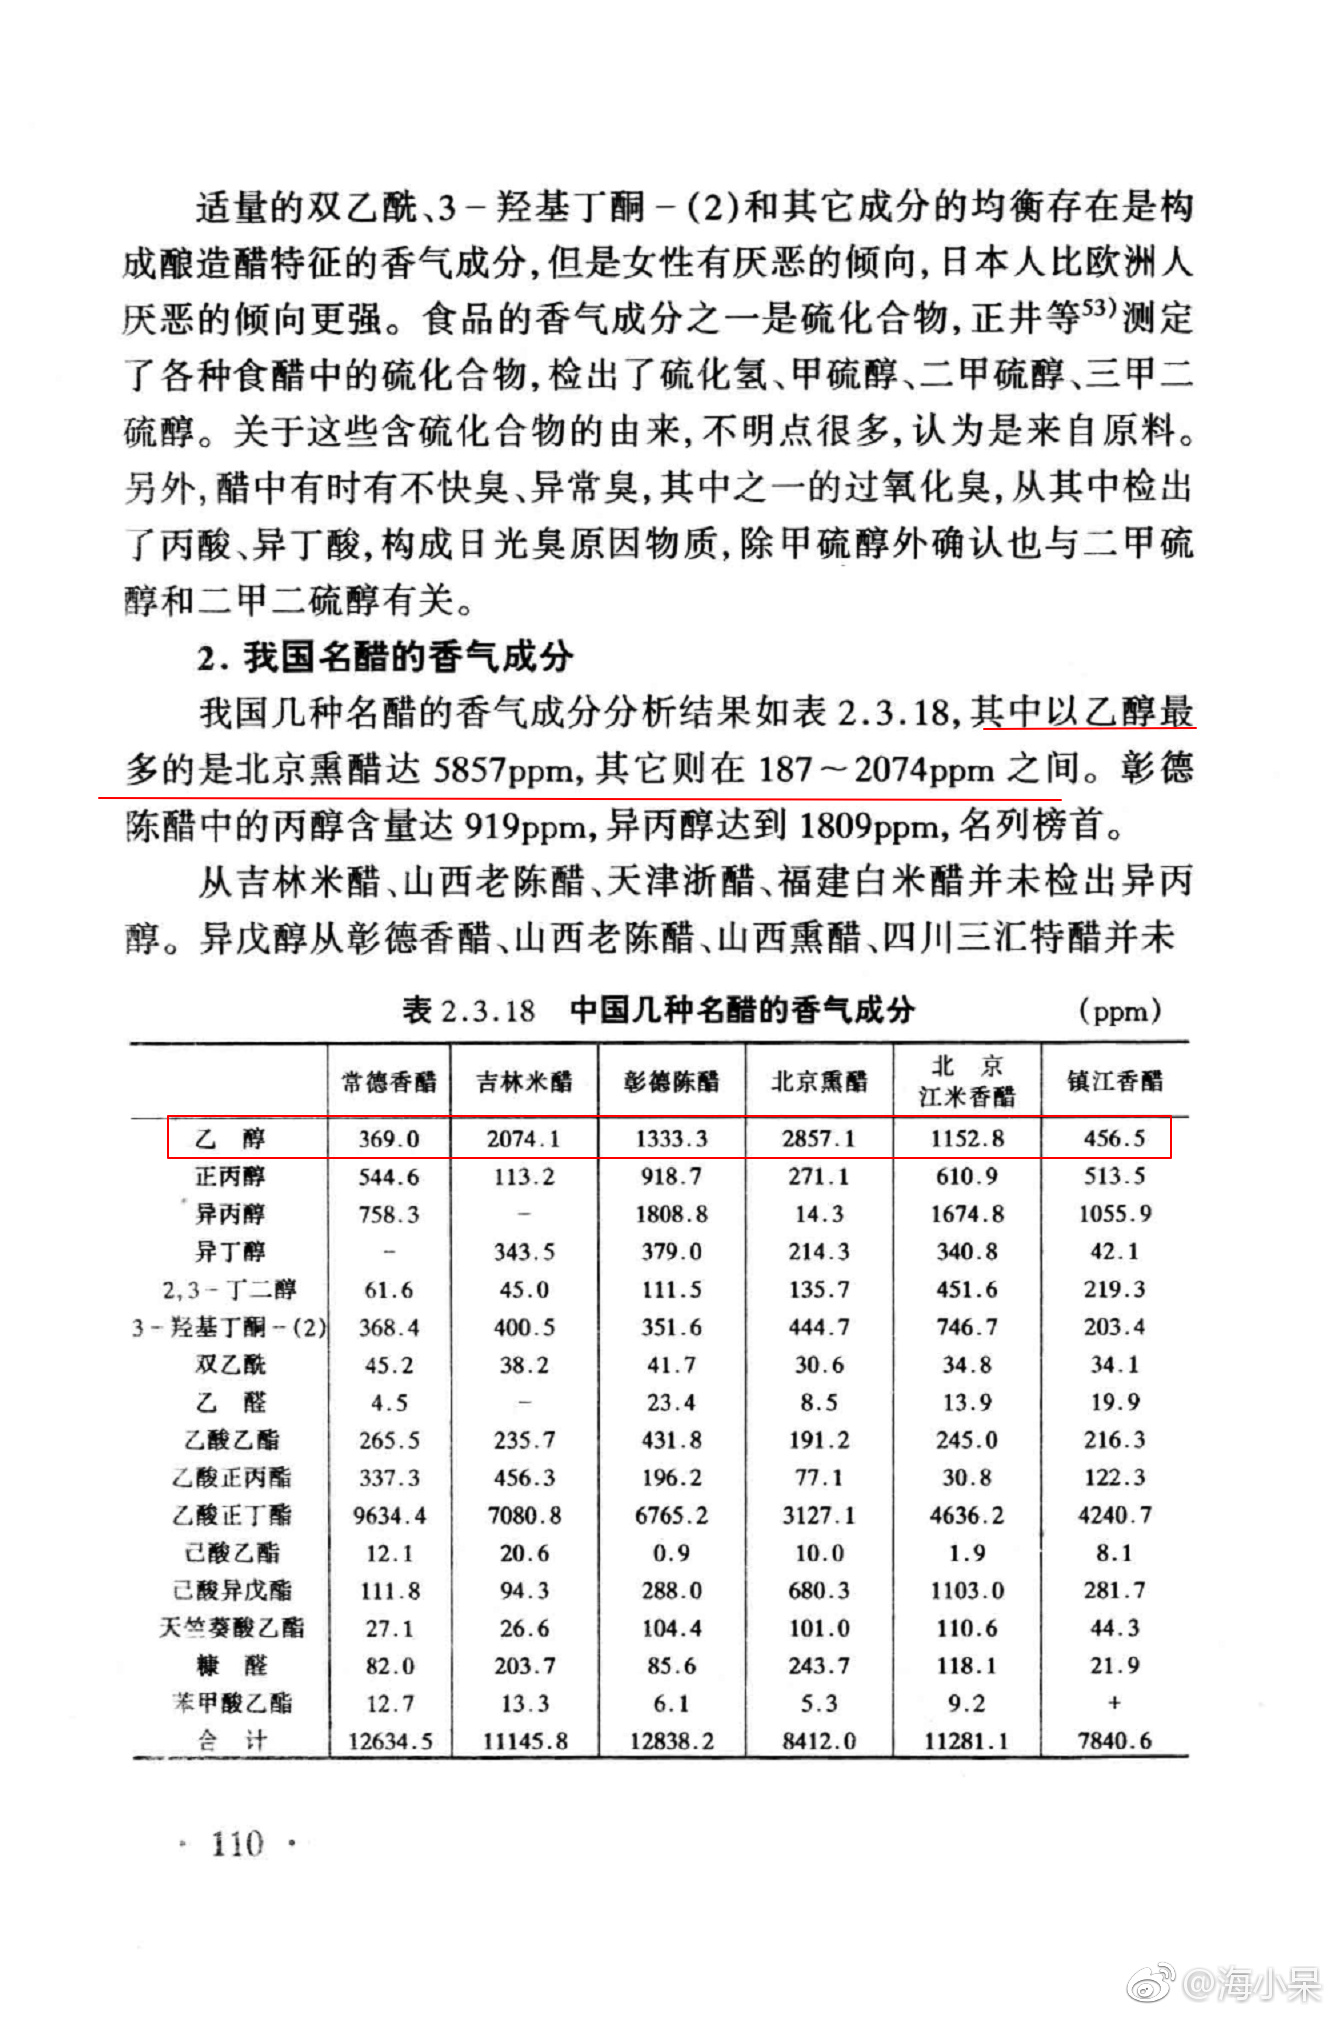 适量的双乙酰、3-羟基丁酮-(2)和其它成分的均衡存在是构
成酿造醋特征的香气成分,但是女性有厌恶的倾向,日本人比欧洲人
厌恶的倾向更强。食品的香气成分之一是硫化合物,正井等53)测定
了各种食醋中的硫化合物,检出了硫化氢、甲硫醇、二甲硫醇、三甲二
硫醇。关于这些含硫化合物的由来,不明点很多,认为是来自原料。
另外,醋中有时有不快臭、异常臭,其中之一的过氧化臭,从其中检出
了丙酸、异丁酸,构成日光臭原因物质,除甲硫醇外确认也与二甲硫
醇和二甲二硫醇有关。
2. 我国名醋的香气成分
我国几种名醋的香气成分分析结果如表2.3.18,其中以乙醇最
多的是北京熏醋达 5857ppm,其它则在 187~2074ppm 之间。彰德
陈醋中的丙醇含量达 919ppm,异丙醇达到 1809ppm,名列榜首。
从吉林米醋、山西老陈醋、天津浙醋、福建白米醋并未检出异丙
醇。异戊醇从彰德香醋、山西老陈醋、山西熏醋、四川三汇特醋并未
表 2.3.18 中国几种名醋的香气成分 (ppm)
常德香醋 吉林米醋 彰德陈醋 北京熏醋 北京江米香醋 镇江香醋
乙醇 369.0 2074.1 1333.3 2857.1 1152.8 456.5
正丙醇 544.6 113.2 918.7 271.1 610.9 513.5
异丙醇 758.3 - 1808.8 14.3 1674.8 1055.9
异丁醇 - 343.5 379.0 214.3 340.8 42.1
2,3-丁二醇 61.6 45.0 111.5 135.7 451.6 219.3
3-羟基丁酮-(2) 368.4 400.5 351.6 444.7 746.7 203.4
双乙酰 45.2 38.2 41.7 30.6 34.8 34.1
乙醛 4.5 - 23.4 8.5 13.9 19.9
乙酸乙酯 265.5 235.7 431.8 191.2 245.0 216.3
乙酸正丙酯 337.3 456.3 196.2 77.1 30.8 122.3
乙酸正丁酯 9634.4 7080.8 6765.2 3127.1 4636.2 4240.7
己酸乙酯 12.1 20.6 0.9 10.0 1.9 8.1
己酸异戊酯 111.8 94.3 288.0 680.3 1103.0 281.7
天竺葵酸乙酯 27.1 26.6 104.4 101.0 110.6 44.3
糠醛 82.0 203.7 85.6 243.7 118.1 21.9
苯甲酸乙酯 12.7 13.3 6.1 5.3 9.2 +
合计 12634.5 11145.8 12838.2 8412.0 11281.1 7840.6
· 110 ·
@海小呆